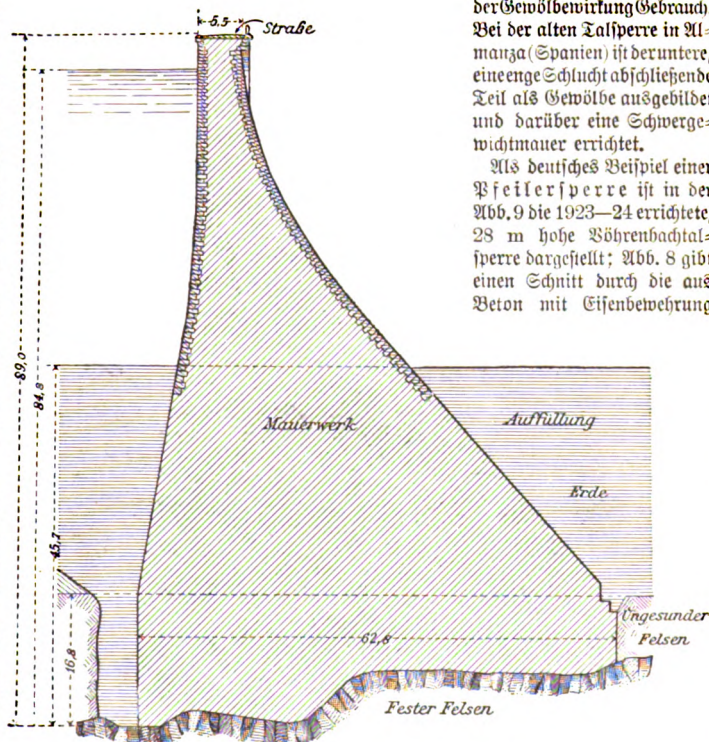 der Gewölbewirkung Gebrauch.
Bei der alten Talsperre in Al=
manza (Spanien) ist der untere,
eine enge Schlucht abschließende
Teil als Gewölbe ausgebildet
und darüber eine Schwerge=
wichtmauer errichtet.
Als deutsches Beispiel einer
Pfeilersperre ist in der
Abb. 9 die 1923—24 errichtete,
28 m hohe Vöhrenbachtal=
sperre dargestellt; Abb. 8 gibt
einen Schnitt durch die aus
Beton mit Eisenbewehrung
5,5
Straße
89,0
84,8
45,7
16,8
Mauerwerk
Auffüllung
Erde
62,8
Ungesunder
Felsen
Fester Felsen